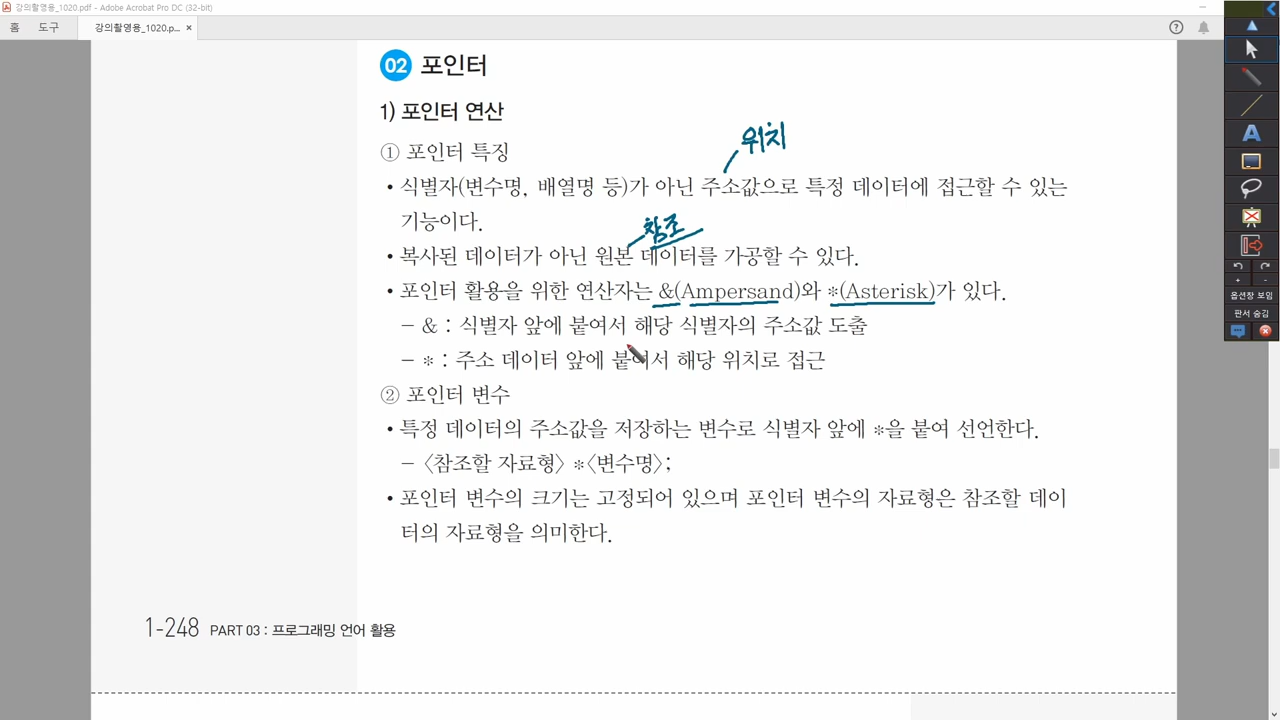 강의촬영용_1020.pdf - Adobe Acrobat Pro DC (32-bit)
홈 도구 강의촬영용_1020.p... ×
02 포인터
1) 포인터 연산
위치
① 포인터 특징
• 식별자(변수명, 배열명 등)가 아닌 주소값으로 특정 데이터에 접근할 수 있는
기능이다.
참조
• 복사된 데이터가 아닌 원본 데이터를 가공할 수 있다.
• 포인터 활용을 위한 연산자는 &(Ampersand)와 *(Asterisk)가 있다.
- & : 식별자 앞에 붙여서 해당 식별자의 주소값 도출
- * : 주소 데이터 앞에 붙여서 해당 위치로 접근
② 포인터 변수
• 특정 데이터의 주소값을 저장하는 변수로 식별자 앞에 *을 붙여 선언한다.
- 〈참조할 자료형〉 *〈변수명〉;
• 포인터 변수의 크기는 고정되어 있으며 포인터 변수의 자료형은 참조할 데이
터의 자료형을 의미한다.
1-248 PART 03 : 프로그래밍 언어 활용
A
옵션장 보임
판서 숨김